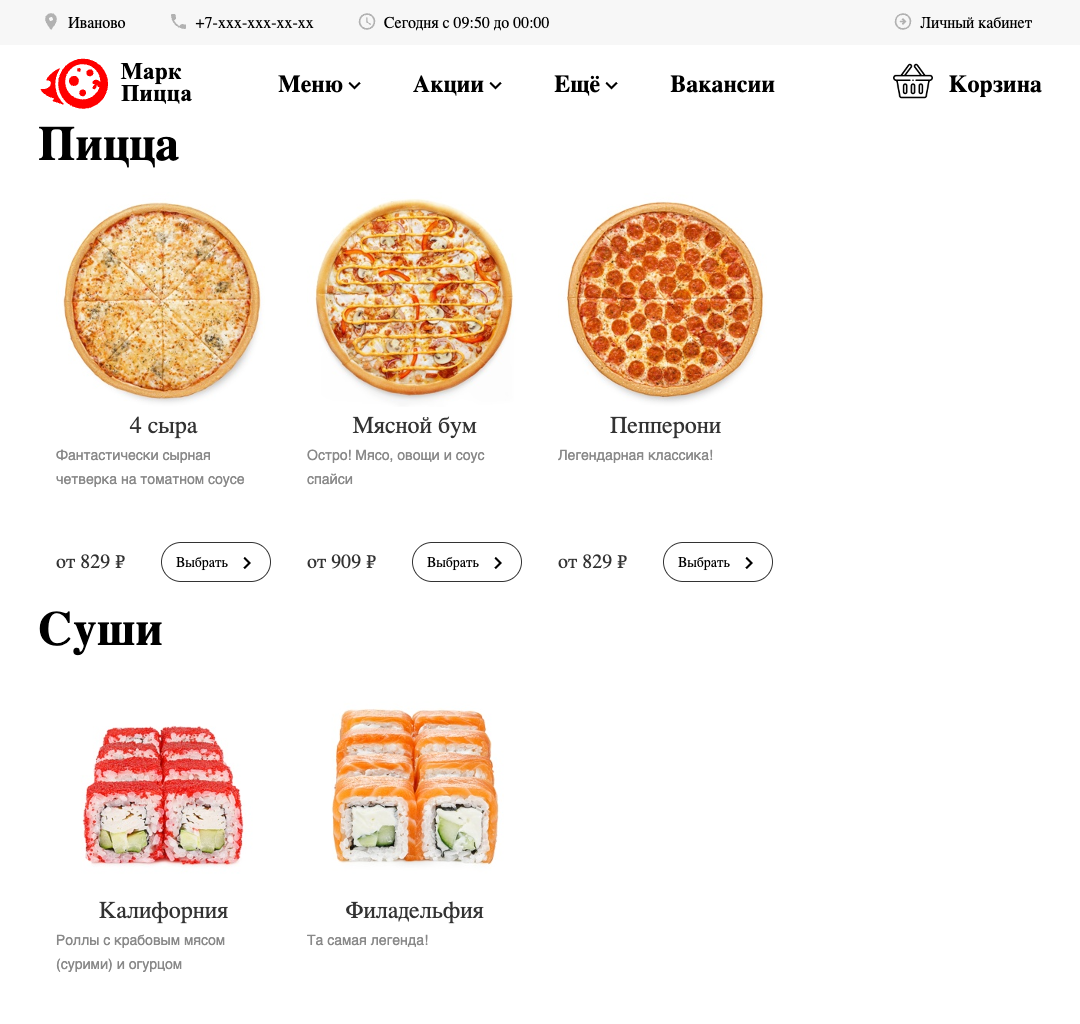 Иваново
+7-xxx-xxx-xx-xx
Сегодня с 09:50 до 00:00
Личный кабинет
Марк
Пицца
Меню
Акции
Ещё
Вакансии
Корзина
Пицца
4 сыра
Фантастически сырная
четверка на томатном соусе
от 829 ₽
Выбрать
Мясной бум
Остро! Мясо, овощи и соус
спайси
от 909 ₽
Выбрать
Пепперони
Легендарная классика!
от 829 ₽
Выбрать
Суши
Калифорния
Роллы с крабовым мясом
(сурими) и огурцом
Филадельфия
Та самая легенда!